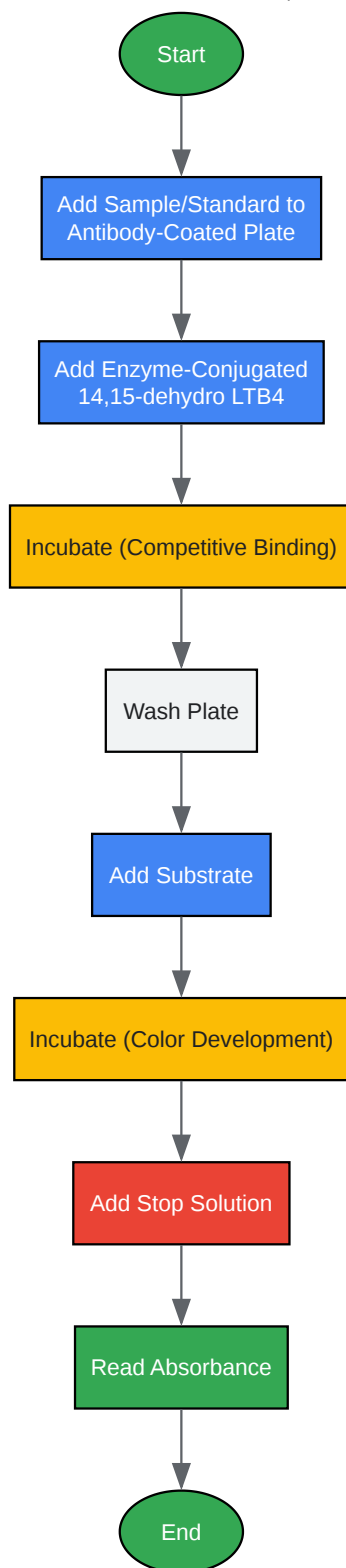 Start
Add Sample/Standard to
Antibody-Coated Plate
Add Enzyme-Conjugated
14,15-dehydro LTB4
Incubate (Competitive Binding)
Wash Plate
Add Substrate
Incubate (Color Development)
Add Stop Solution
Read Absorbance
End